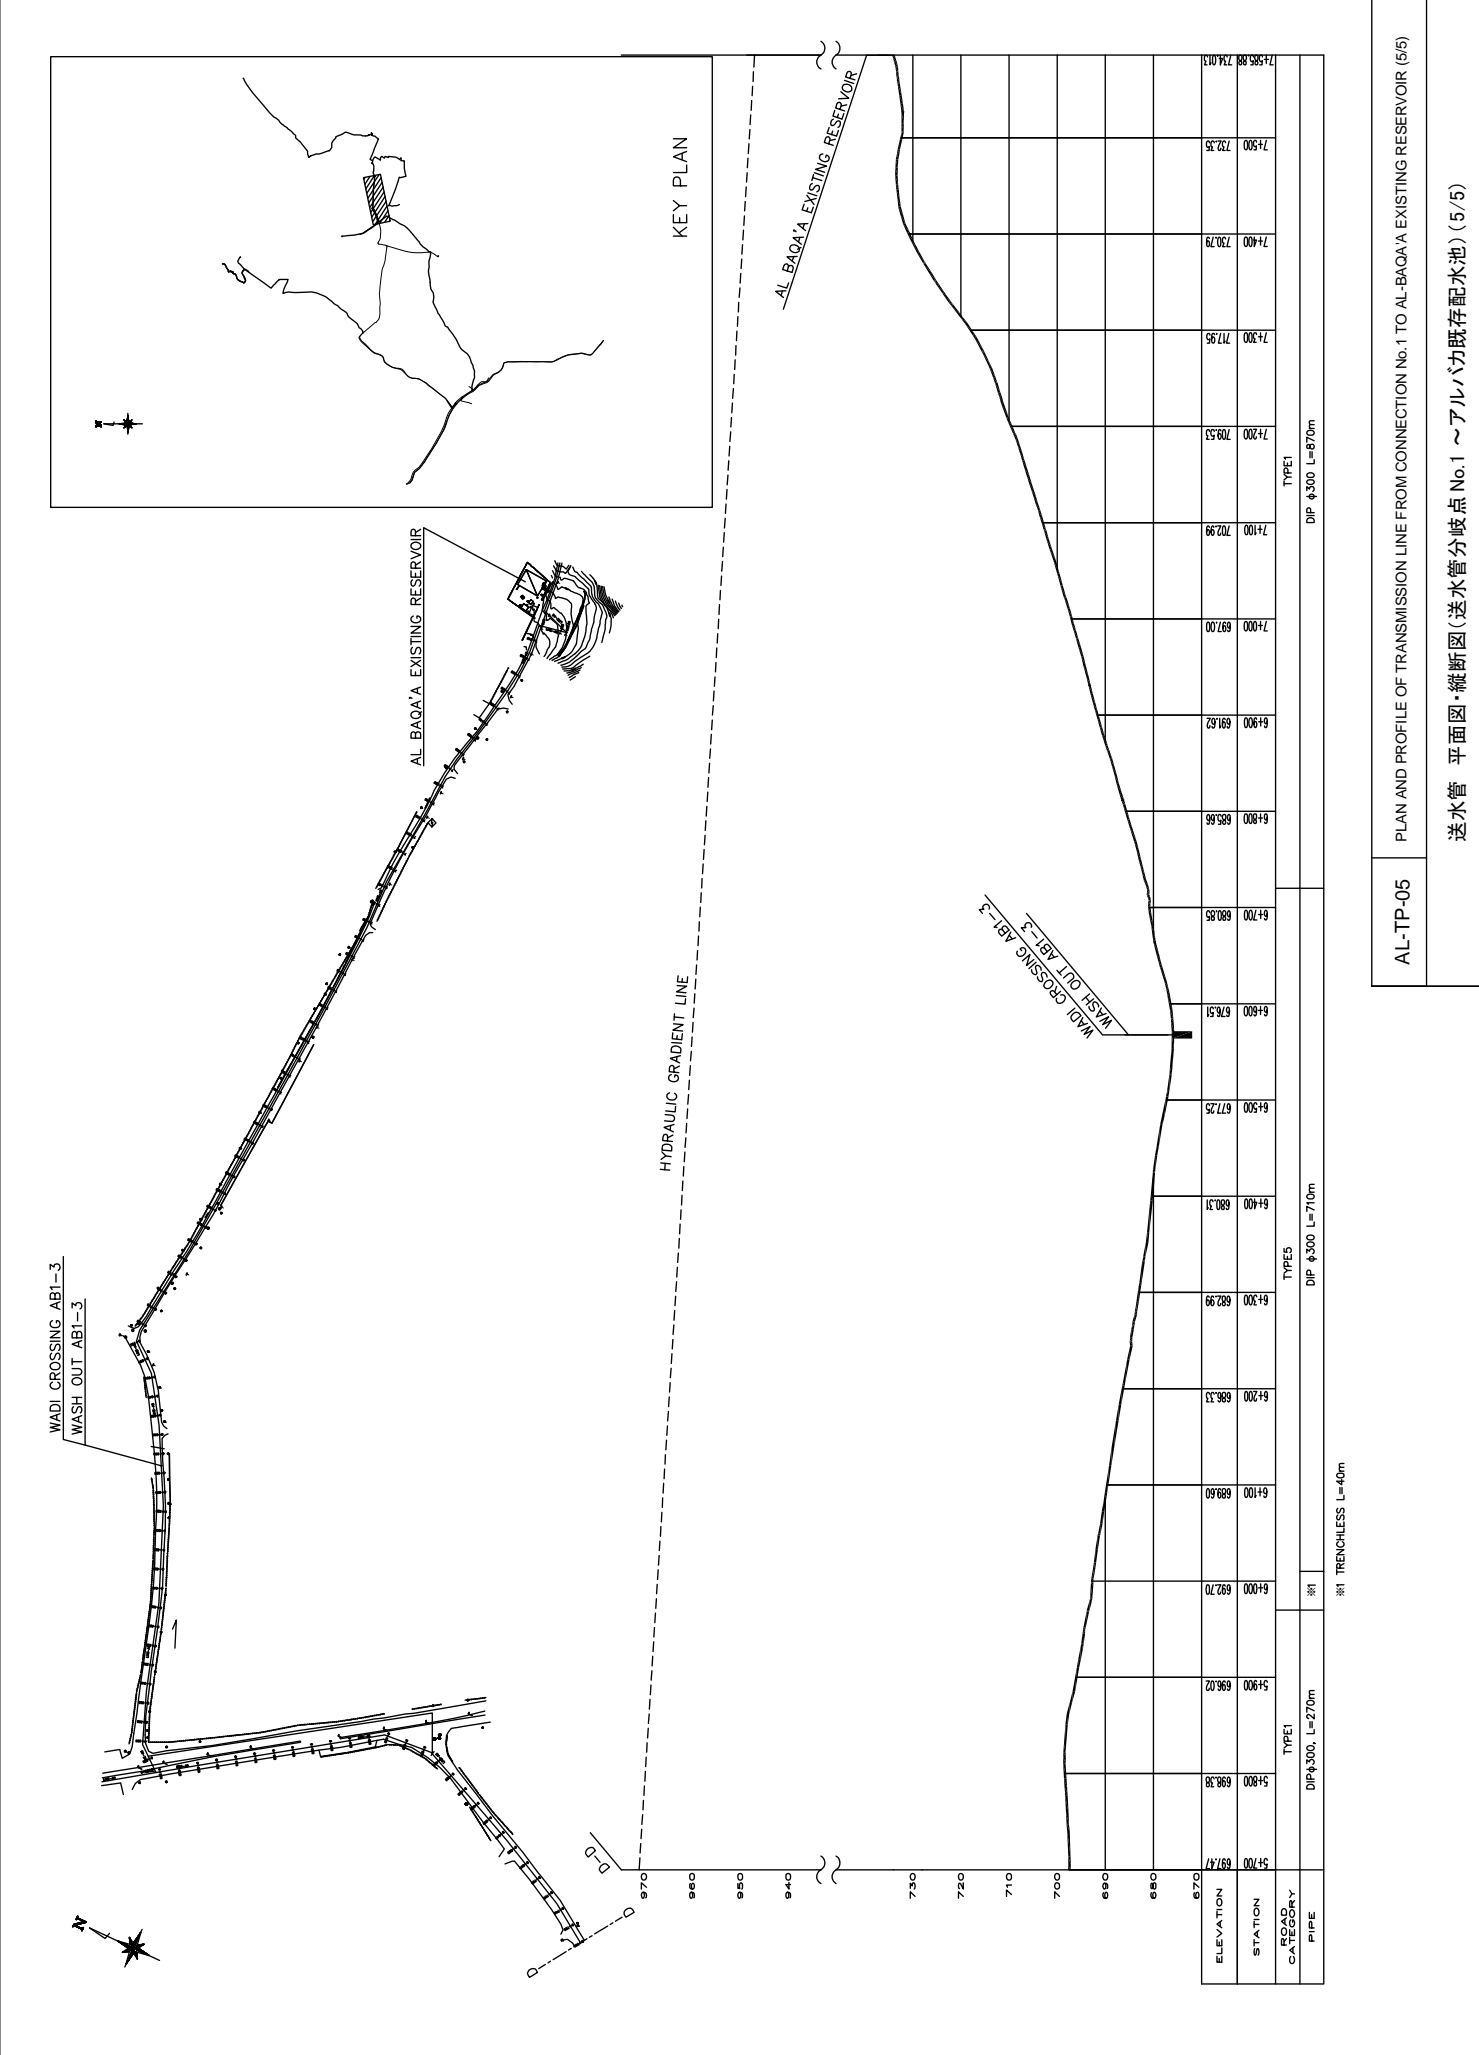 KEY PLAN
N
AL BAQA'A EXISTING RESERVOIR
WADI CROSSING AB1-3
WASH OUT AB1-3
N
D
D
D-D
HYDRAULIC GRADIENT LINE
AL BAQA'A EXISTING RESERVOIR
WADI CROSSING AB1-3
WASH OUT AB1-3
970
960
950
940
730
720
710
700
690
680
670
ELEVATION 697.47 698.38 696.02 692.70 689.60 686.33 682.99 680.31 677.25 676.51 680.85 685.66 691.62 697.00 702.99 709.53 717.95 730.79 732.35 734.013
STATION 5+700 5+800 5+900 6+000 6+100 6+200 6+300 6+400 6+500 6+600 6+700 6+800 6+900 7+000 7+100 7+200 7+300 7+400 7+500 7+585.88
ROAD CATEGORY TYPE1 TYPE5 TYPE1
PIPE DIPφ300, L=270m ※1 DIP φ300 L=710m DIP φ300 L=870m
※1 TRENCHLESS L=40m
AL-TP-05 PLAN AND PROFILE OF TRANSMISSION LINE FROM CONNECTION No.1 TO AL-BAQA'A EXISTING RESERVOIR (5/5)
送水管 平面図・縦断図(送水管分岐点 No.1 ～アルバカ既存配水池)(5/5)